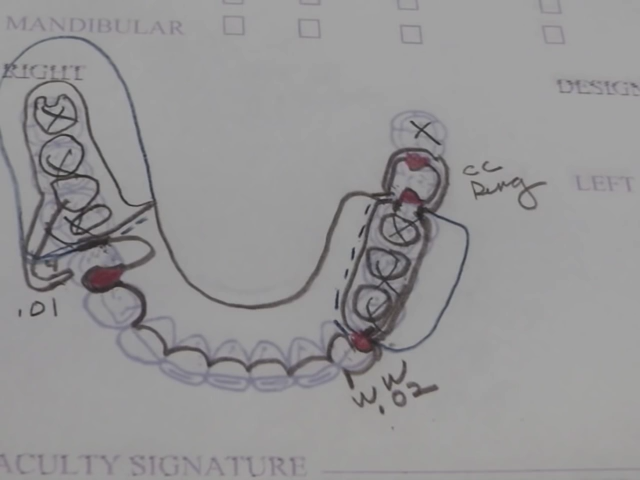 MANDIBULAR
RIGHT
DESIGN
CC
Ring
LEFT
.01
W W
.02
ACULTY SIGNATURE